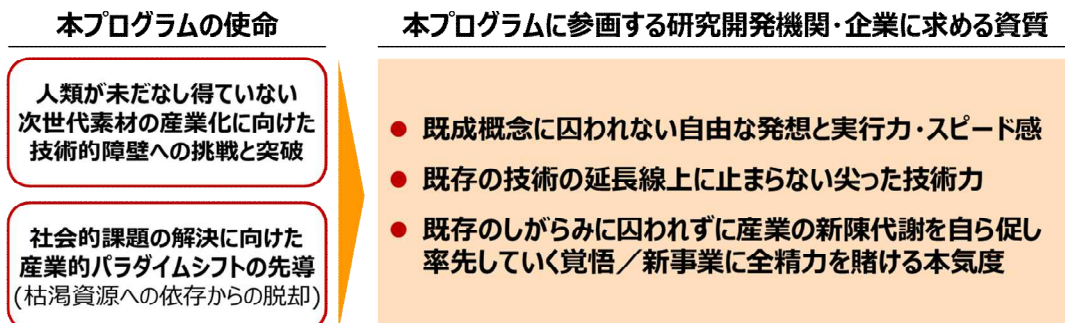 本プログラムの使命
人類が未だなし得ていない
次世代素材の産業化に向けた
技術的障壁への挑戦と突破
社会的課題の解決に向けた
産業的パラダイムシフトの先導
(枯渇資源への依存からの脱却)
本プログラムに参画する研究開発機関・企業に求める資質
● 既成概念に囚われない自由な発想と実行力・スピード感
● 既存の技術の延長線上に止まらない尖った技術力
● 既存のしがらみに囚われずに産業の新陳代謝を自ら促し
率先していく覚悟／新事業に全精力を賭ける本気度